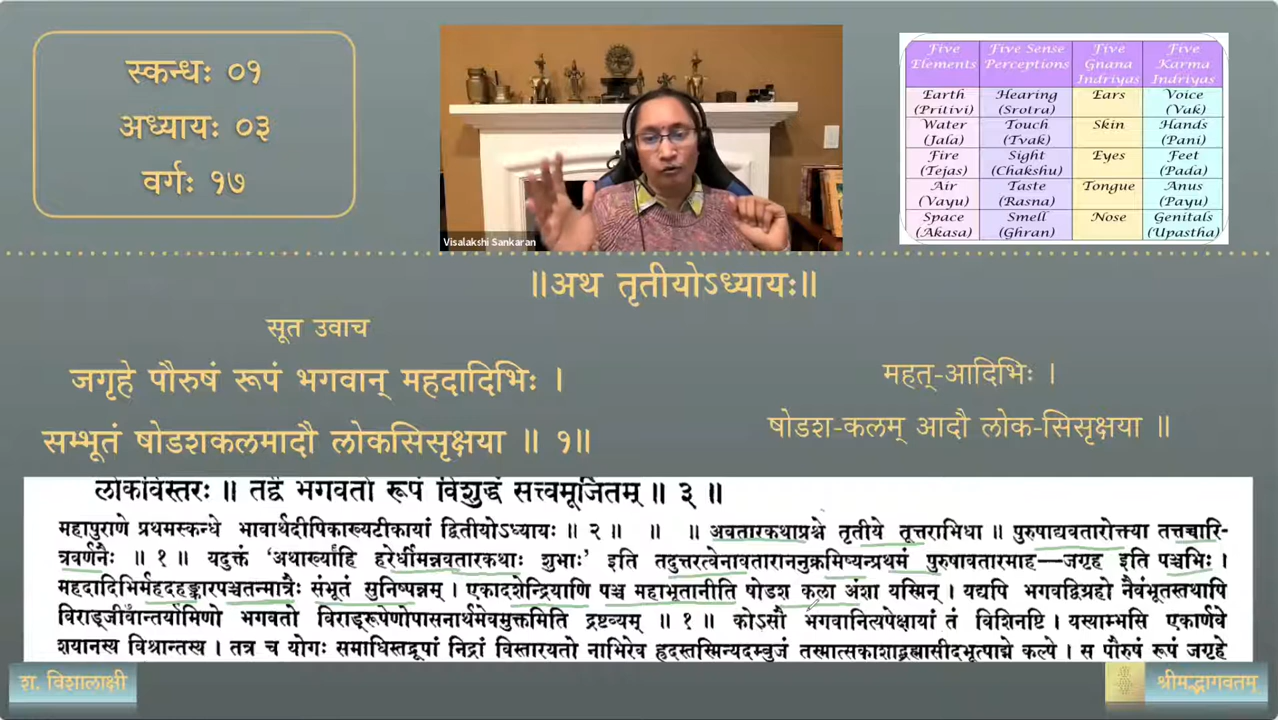 स्कन्धः ०१
अध्यायः ०३
वर्गः १७
Visalakshi Sankaran
Five Elements Five Sense Perceptions Five Gnana Indriyas Five Karma Indriyas
Earth (Pritivi) Hearing (Srotra) Ears Voice (Vak)
Water (Jala) Touch (Tvak) Skin Hands (Pani)
Fire (Tejas) Sight (Chakshu) Eyes Feet (Pada)
Air (Vayu) Taste (Rasna) Tongue Anus (Payu)
Space (Akasa) Smell (Ghran) Nose Genitals (Upastha)
॥अथ तृतीयोऽध्यायः॥
सूत उवाच
जगृहे पौरुषं रूपं भगवान् महदादिभिः ।
सम्भूतं षोडशकलमादौ लोकसिसृक्षया ॥ १॥
महत्-आदिभिः ।
षोडश-कलम् आदौ लोक-सिसृक्षया ॥
लोकविस्तरः ॥ तद्वै भगवतो रूपं विशुद्धं सत्त्वमूर्जितम् ॥ ३ ॥
महापुराणे प्रथमस्कन्धे भावार्थदीपिकाख्यटीकायां द्वितीयोऽध्यायः ॥ २ ॥ ॥ ॥ अवतारकथाप्रश्ने तृतीये तूत्तराभिधा ॥ पुरुषाद्यवतारोक्त्या तत्तच्चारि-
त्रवर्णनैः ॥ १ ॥ यदुक्तं 'अथाख्याहि हरेर्धीमन्नवतारकथाः शुभाः' इति तदुत्तरत्वेनावताराननुक्रमिष्यन्प्रथमं पुरुषावतारमाह—जगृह इति पञ्चभिः ।
महदादिभिर्महदहङ्कारपञ्चतन्मात्रैः संभूतं सुनिष्पन्नम् । एकादशेन्द्रियाणि पञ्च महाभूतानीति षोडश कला अंशा यस्मिन् । यद्यपि भगवद्विग्रहो नैवंभूतस्तथापि
विराड्जीवान्तर्यामिणो भगवतो विराड्रूपेणोपासनार्थमेवमुक्तमिति द्रष्टव्यम् ॥ १ ॥ कोऽसौ भगवानित्यपेक्षायां तं विशिनष्टि । यस्याम्भसि एकार्णवे
शयानस्य विश्रान्तस्य । तत्र च योगः समाधिस्तद्रूपां निद्रां विस्तारयतो नाभिरेव ह्रदस्तस्मिन्यदम्बुजं तस्मात्सकाशाद्ब्रह्मासीदभूत्पाद्मे कल्पे । स पौरुषं रूपं जगृहे
श. विशालाक्षी
श्रीमद्भागवतम्